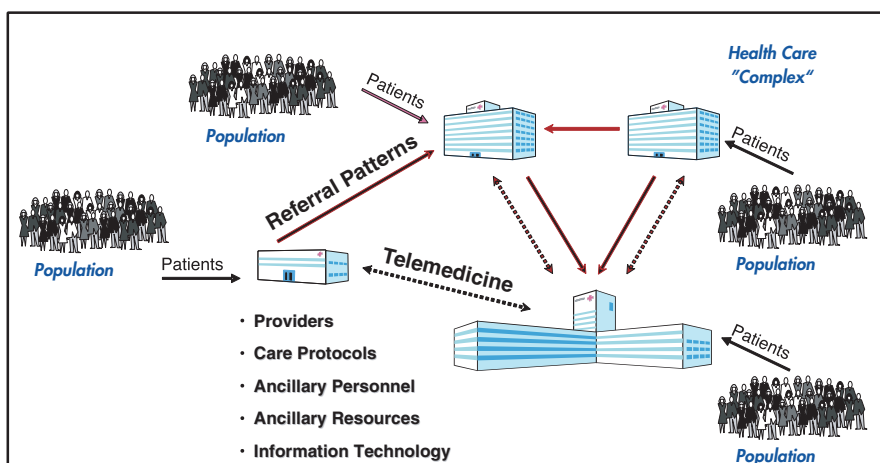 Health Care
"Complex"
Patients
Population
Referral Patterns
Patients
Population
Patients
Population
Telemedicine
· Providers
· Care Protocols
· Ancillary Personnel
· Ancillary Resources
· Information Technology
Patients
Population